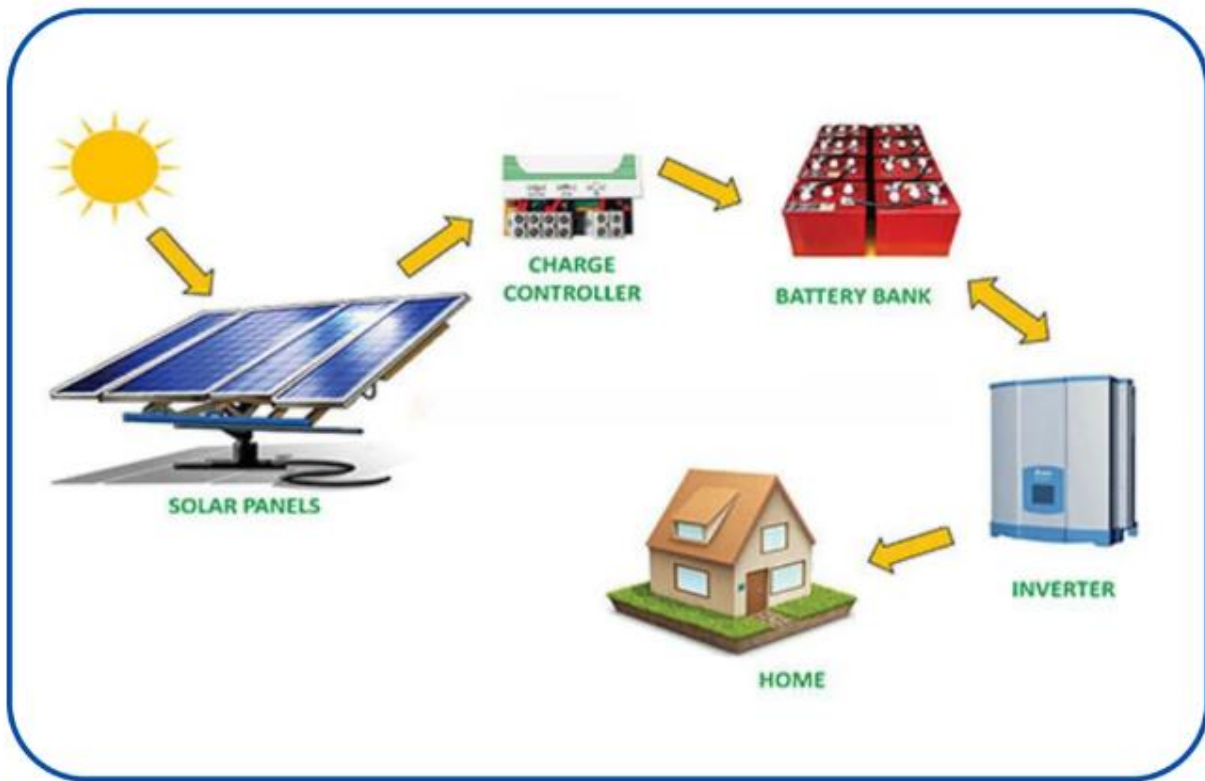 CHARGE
CONTROLLER
BATTERY BANK
SOLAR PANELS
INVERTER
HOME